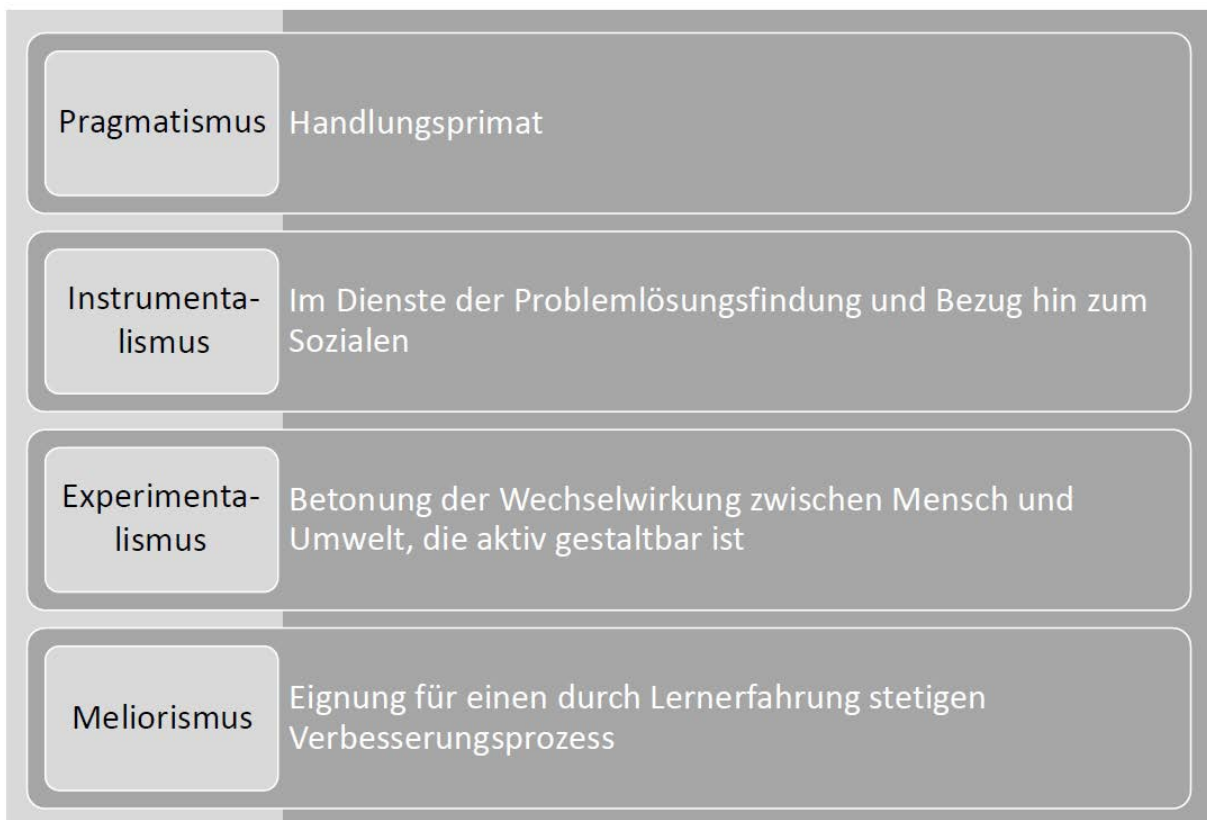 Pragmatismus
Handlungsprimat
Instrumenta-
lismus
Im Dienste der Problemlösungsfindung und Bezug hin zum
Sozialen
Experimenta-
lismus
Betonung der Wechselwirkung zwischen Mensch und
Umwelt, die aktiv gestaltbar ist
Meliorismus
Eignung für einen durch Lernerfahrung stetigen
Verbesserungsprozess